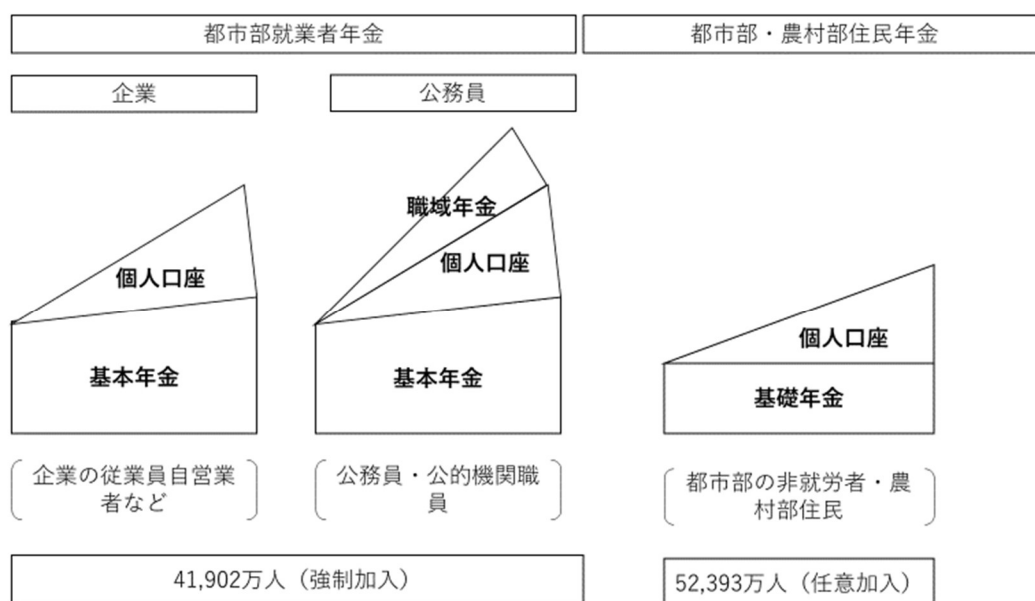 都市部就業者年金
都市部・農村部住民年金
企業
公務員
職域年金
個人口座
個人口座
個人口座
基本年金
基本年金
基礎年金
企業の従業員自営業
者など
公務員・公的機関職
員
都市部の非就労者・農
村部住民
41,902万人（強制加入）
52,393万人（任意加入）